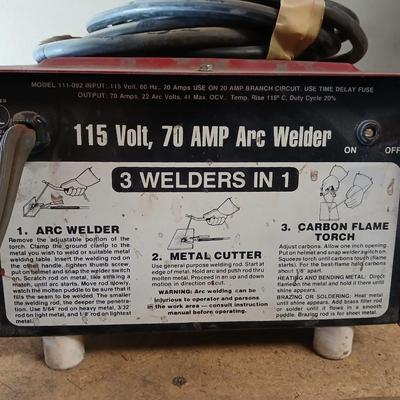 MODEL 111-092 INPUT: 115 Volt, 60 Hz., 20 Amps USE ON 20 AMP BRANCH CIRCUIT. USE TIME DELAY FUSE
OUTPUT: 70 Amps, 22 Arc Volts, 41 Max. OCV. Temp. Rise 115° C, Duty Cycle 20%
115 Volt, 70 AMP Arc Welder
ON OFF
3 WELDERS IN 1
1. ARC WELDER
Remove the adjustable portion of the
torch. Clamp the ground clamp to the
metal you wish to weld or suitable metal
welding table. Insert the welding rod on
the torch handle, tighten thumb screw,
put on helmet and snap the welder switch
on. Scratch rod on metal, like striking a
match, until arc starts. Move rod slowly,
watch the molten puddle to be sure that it
fills the seam to be welded. The smaller
the welding rod, the deeper the penetra-
tion. Use 5/64" rod on heavy metal, 3/32"
rod on light metal, and 1/8" rod on lightest
metal.
2. METAL CUTTER
Use general purpose welding rod. Start at
edge of metal. Hold arc and push rod thru
molten metal. Proceed in an up and down
motion in direction of cut.
WARNING: Arc welding can be
injurious to operator and persons
in the work area — consult instruction
manual before operating.
3. CARBON FLAME
TORCH
Adjust carbons. Allow one inch opening.
Put on helmet and snap welder switch on.
Squeeze torch until carbons touch (flame
starts). For the best flame hold carbons
about 1/8" apart.
HEATING AND BENDING METAL: Direct
flame on the metal and hold it there until
shine appears.
BRAZING OR SOLDERING: Heat metal
until shine appears. Add brass filler rod
or solder until it flows in a smooth
puddle. Brazing rod is for sheet metal.